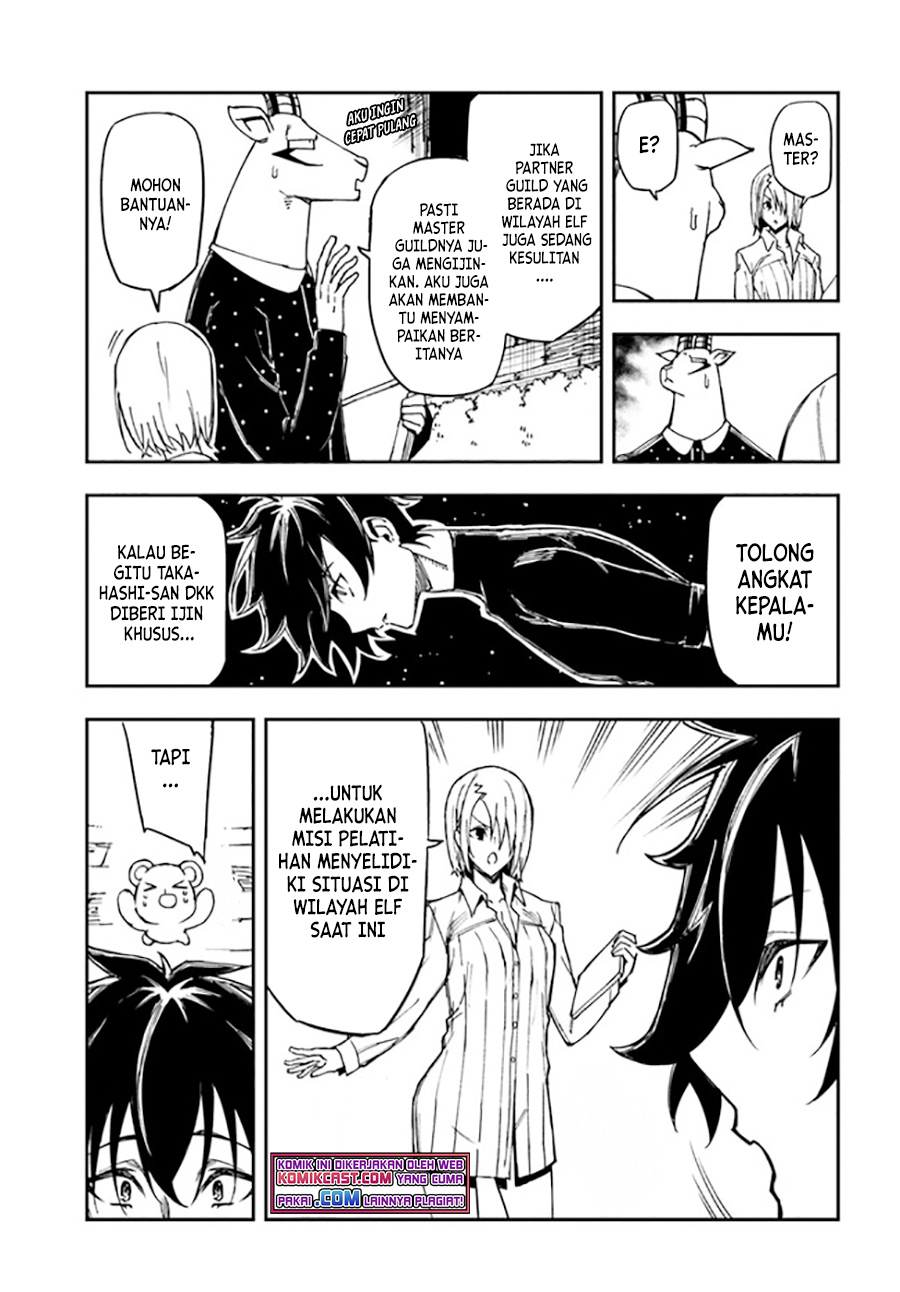 MAS-
TER?
E?
JIKA
PARTNER
GUILD YANG
BERADA DI
WILAYAH ELF
JUGA SEDANG
KESULITAN
....
PASTI
MASTER
GUILDNYA JU-
GA MENGIJIN-
KAN. AKU JUGA
AKAN MEMBAN-
TU MENYAM-
PAIKAN BER-
ITANYA
AKU INGIN
CEPAT PULANG
MOHON
BANTUAN-
NYA!
TOLONG
ANGKAT
KEPALA-
MU!
KALAU BE-
GITU TAKA-
HASHI-SAN DKK
DIBERI IJIN
KHUSUS...
...UNTUK
MELAKUKAN
MISI PELATI-
HAN MENYELIDI-
KI SITUASI DI
WILAYAH ELF
SAAT INI
TAPI
...
KOMIK INI DIKERJAKAN OLEH WEB
KOMIKCAST.COM YANG CUMA
PAKAI .COM LAINNYA PLAGIAT!